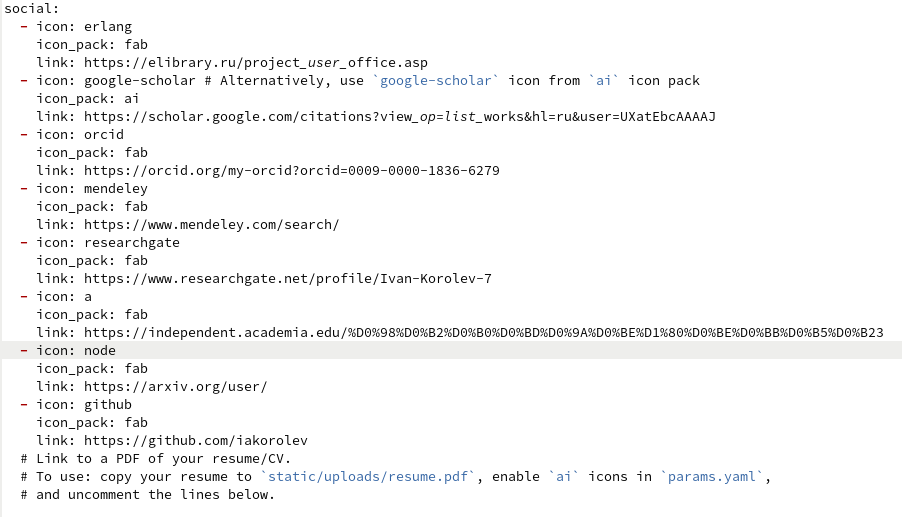 social:
  - icon: erlang
    icon_pack: fab
    link: https://elibrary.ru/project_user_office.asp
  - icon: google-scholar # Alternatively, use `google-scholar` icon from `ai` icon pack
    icon_pack: ai
    link: https://scholar.google.com/citations?view_op=list_works&hl=ru&user=UXatEbcAAAAJ
  - icon: orcid
    icon_pack: fab
    link: https://orcid.org/my-orcid?orcid=0009-0000-1836-6279
  - icon: mendeley
    icon_pack: fab
    link: https://www.mendeley.com/search/
  - icon: researchgate
    icon_pack: fab
    link: https://www.researchgate.net/profile/Ivan-Korolev-7
  - icon: a
    icon_pack: fab
    link: https://independent.academia.edu/%D0%98%D0%B2%D0%B0%D0%BD%D0%9A%D0%BE%D1%80%D0%BE%D0%BB%D0%B5%D0%B23
  - icon: node
    icon_pack: fab
    link: https://arxiv.org/user/
  - icon: github
    icon_pack: fab
    link: https://github.com/iakorolev
  # Link to a PDF of your resume/CV.
  # To use: copy your resume to `static/uploads/resume.pdf`, enable `ai` icons in `params.yaml`,
  # and uncomment the lines below.